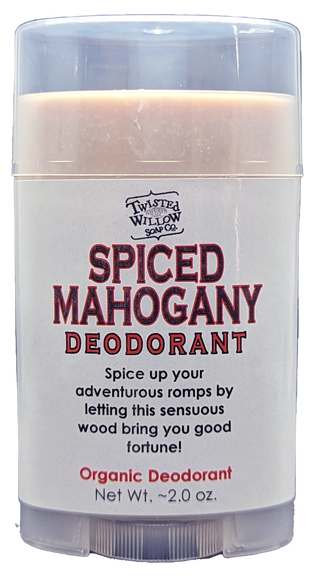 TWISTED
WILLOW
SOAP CO.
SPICED
MAHOGANY
DEODORANT
Spice up your
adventurous romps by
letting this sensuous
wood bring you good
fortune!
Organic Deodorant
Net Wt. ~2.0 oz.